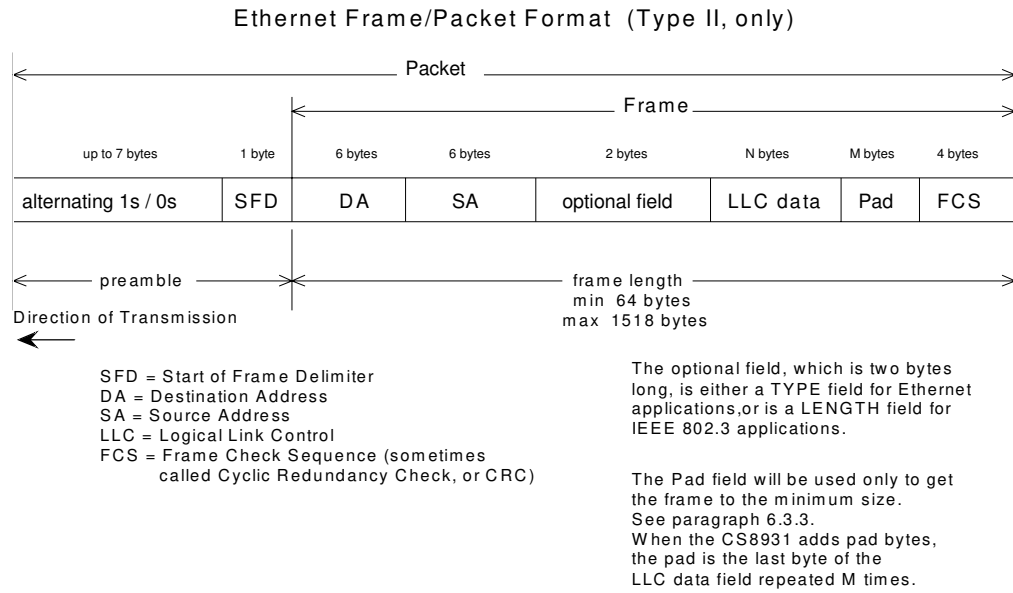 Ethernet Frame/Packet Format (Type II, only)
Packet
Frame
up to 7 bytes 1 byte 6 bytes 6 bytes 2 bytes N bytes M bytes 4 bytes
alternating 1s / 0s SFD DA SA optional field LLC data Pad FCS
preamble frame length
min 64 bytes
max 1518 bytes
Direction of Transmission
SFD = Start of Frame Delimiter
DA = Destination Address
SA = Source Address
LLC = Logical Link Control
FCS = Frame Check Sequence (sometimes
called Cyclic Redundancy Check, or CRC)
The optional field, which is two bytes
long, is either a TYPE field for Ethernet
applications,or is a LENGTH field for
IEEE 802.3 applications.
The Pad field will be used only to get
the frame to the minimum size.
See paragraph 6.3.3.
When the CS8931 adds pad bytes,
the pad is the last byte of the
LLC data field repeated M times.